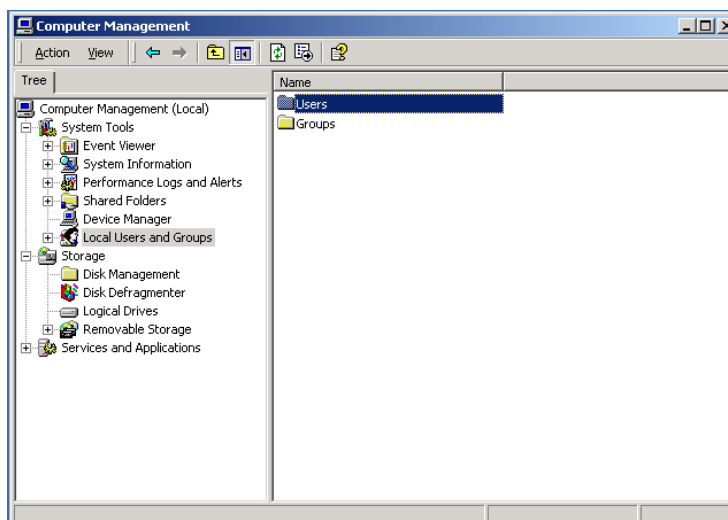 Computer Management
Action View
Tree
Name
Computer Management (Local)
System Tools
Event Viewer
System Information
Performance Logs and Alerts
Shared Folders
Device Manager
Local Users and Groups
Storage
Disk Management
Disk Defragmenter
Logical Drives
Removable Storage
Services and Applications
Users
Groups